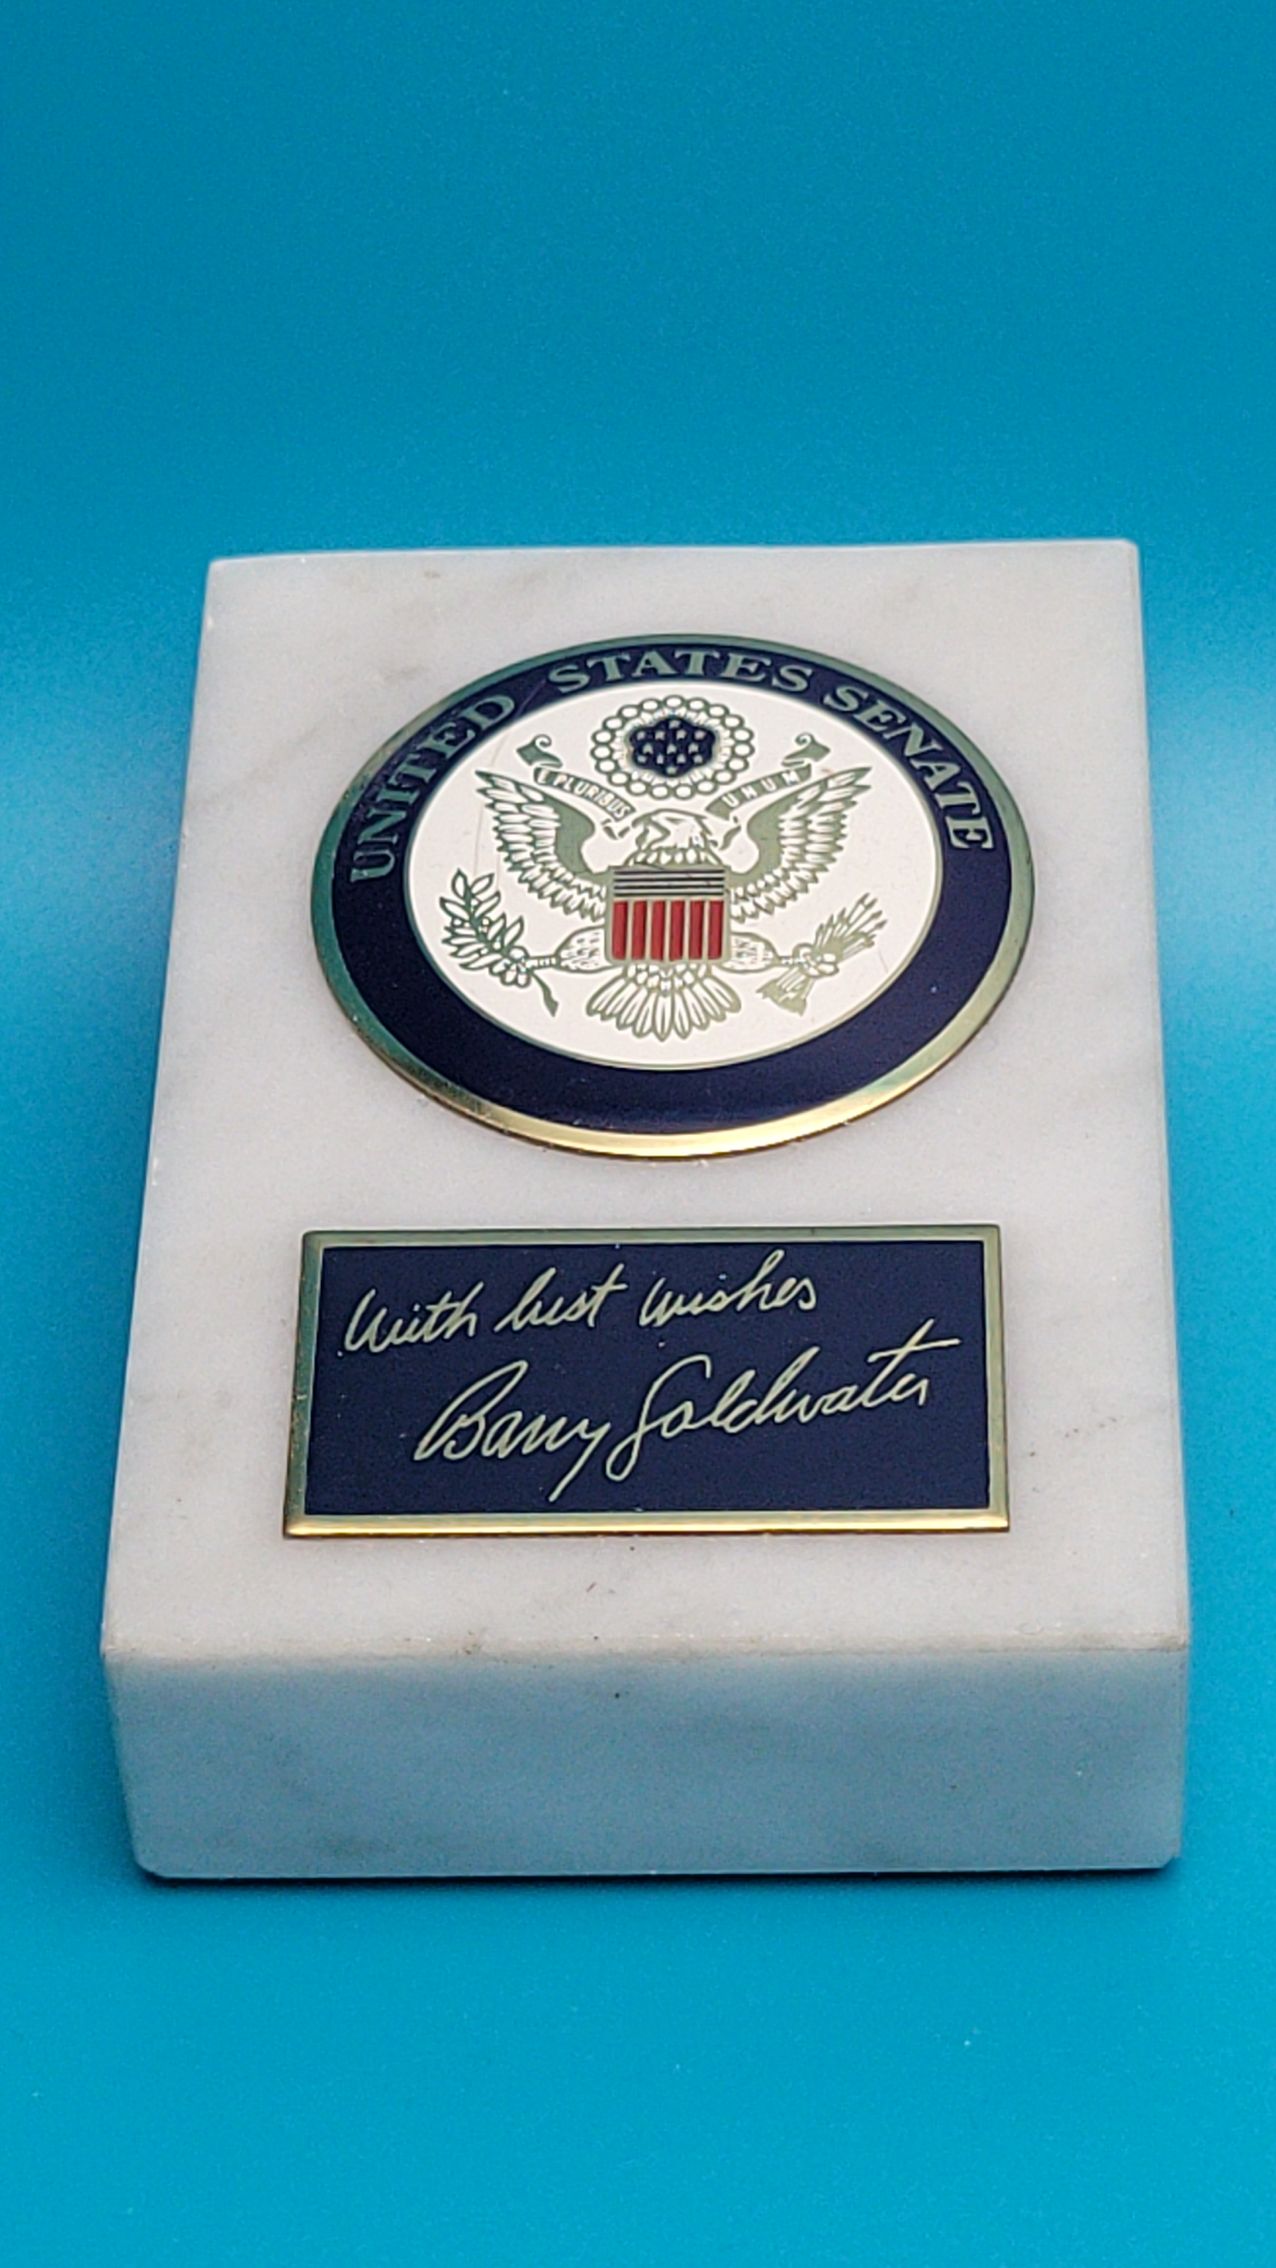 UNITED STATES SENATE
E PLURIBUS UNUM
With best wishes
Barry Goldwater